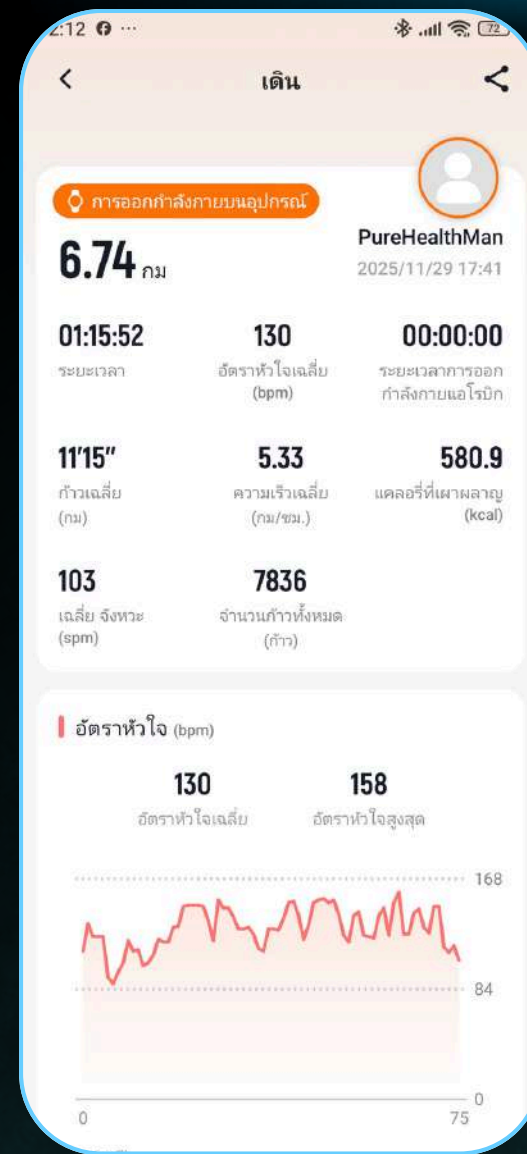 2:12 ...
72
เดิน
การออกกำลังกายบนอุปกรณ์
6.74 กม
PureHealthMan
2025/11/29 17:41
01:15:52 130 00:00:00
ระยะเวลา อัตราหัวใจเฉลี่ย ระยะเวลาการออก
(bpm) กำลังกายแอโรบิก
11'15" 5.33 580.9
ก้าวเฉลี่ย ความเร็วเฉลี่ย แคลอรี่ที่เผาผลาญ
(กม) (กม/ชม.) (kcal)
103 7836
เฉลี่ย จังหวะ จำนวนก้าวทั้งหมด
(spm) (ก้าว)
อัตราหัวใจ (bpm)
130 158
อัตราหัวใจเฉลี่ย อัตราหัวใจสูงสุด
168
84
0
0 75